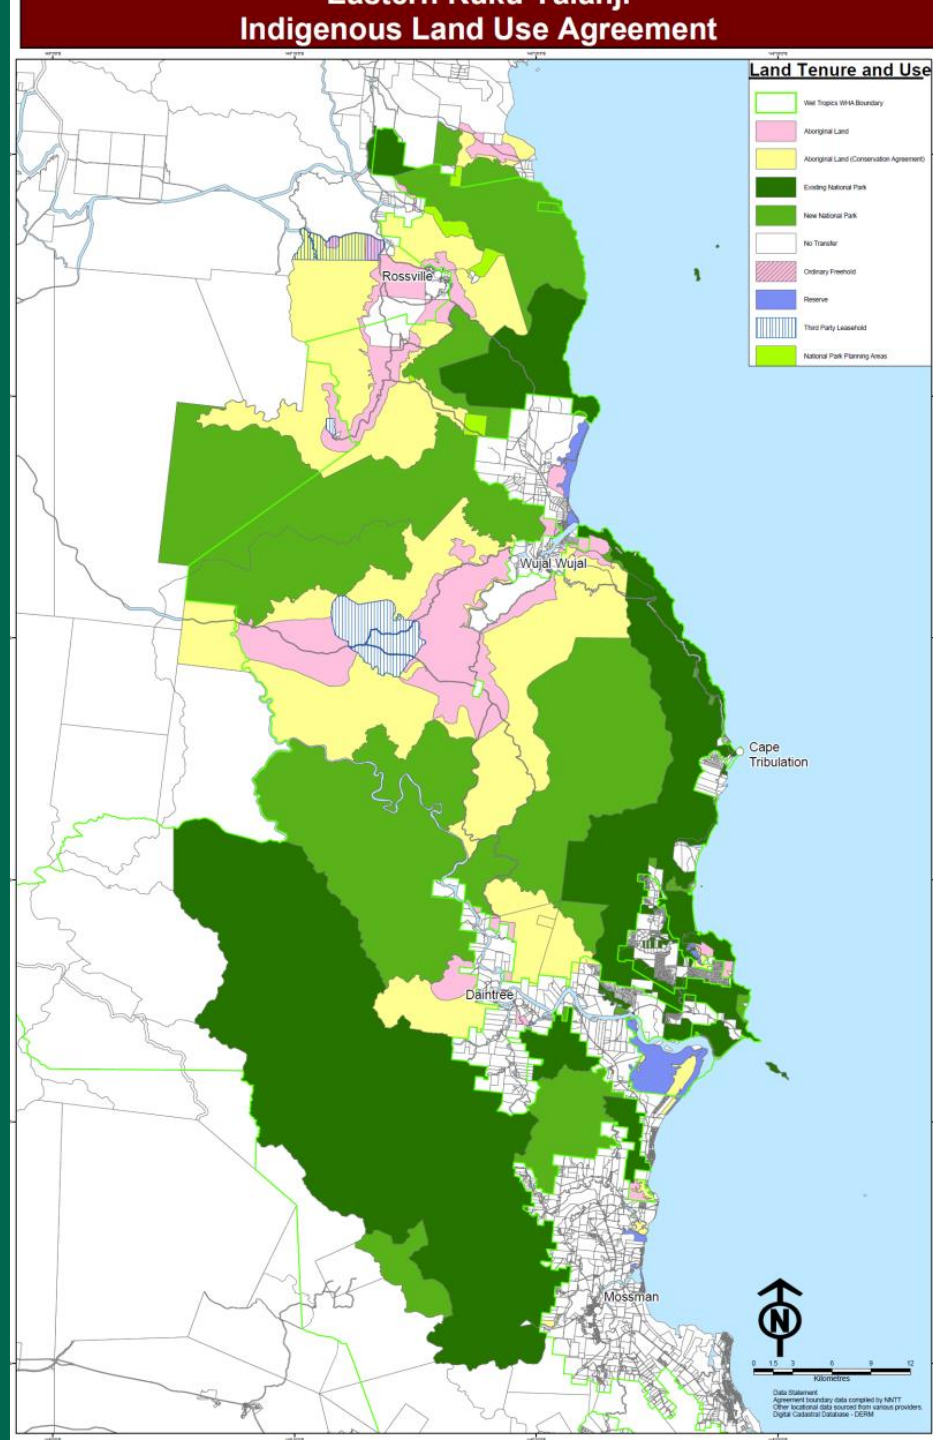 Eastern Kuku Yalanji
Indigenous Land Use Agreement
Land Tenure and Use
Wet Tropics WHA Boundary
Aboriginal Land
Aboriginal Land (Conservation Agreement)
Existing National Park
New National Park
No Transfer
Ordinary Freehold
Reserve
Third Party Leasehold
National Park Planning Areas
Rossville
Wujal Wujal
Cape
Tribulation
Daintree
Mossman
N
0 1.5 3 6 9 12
Kilometres
Data Statement
Agreement boundary data compiled by NNTT
Other locational data sourced from various providers.
Digital Cadastral Database - DERM